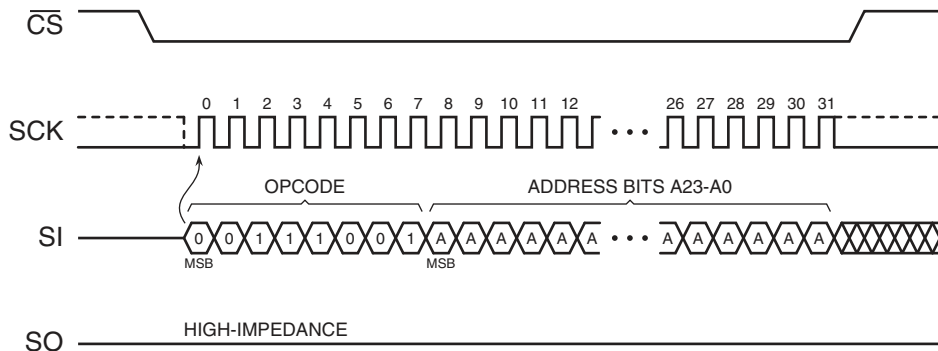 CS
0 1 2 3 4 5 6 7 8 9 10 11 12 26 27 28 29 30 31
SCK
OPCODE ADDRESS BITS A23-A0
SI 0 0 1 1 1 0 0 1 A A A A A A A A A A A A
MSB MSB
HIGH-IMPEDANCE
SO